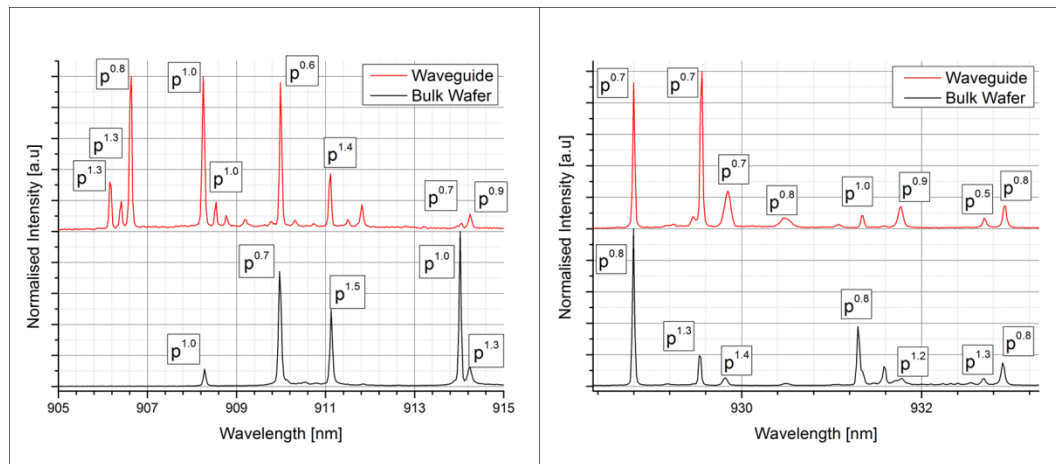 Normalised Intensity [a.u]
p^0.8
p^1.0
p^0.6
Waveguide
Bulk Wafer
p^1.3
p^1.3
p^1.0
p^1.4
p^0.7
p^0.9
p^0.7
p^1.5
p^1.0
p^1.0
p^1.3
905 907 909 911 913 915
Wavelength [nm]
Normalised Intensity [a.u]
p^0.7
p^0.7
Waveguide
Bulk Wafer
p^0.7
p^0.8
p^1.0
p^0.9
p^0.5
p^0.8
p^0.8
p^1.3
p^1.4
p^0.8
p^1.2
p^1.3
p^0.8
930 932
Wavelength [nm]